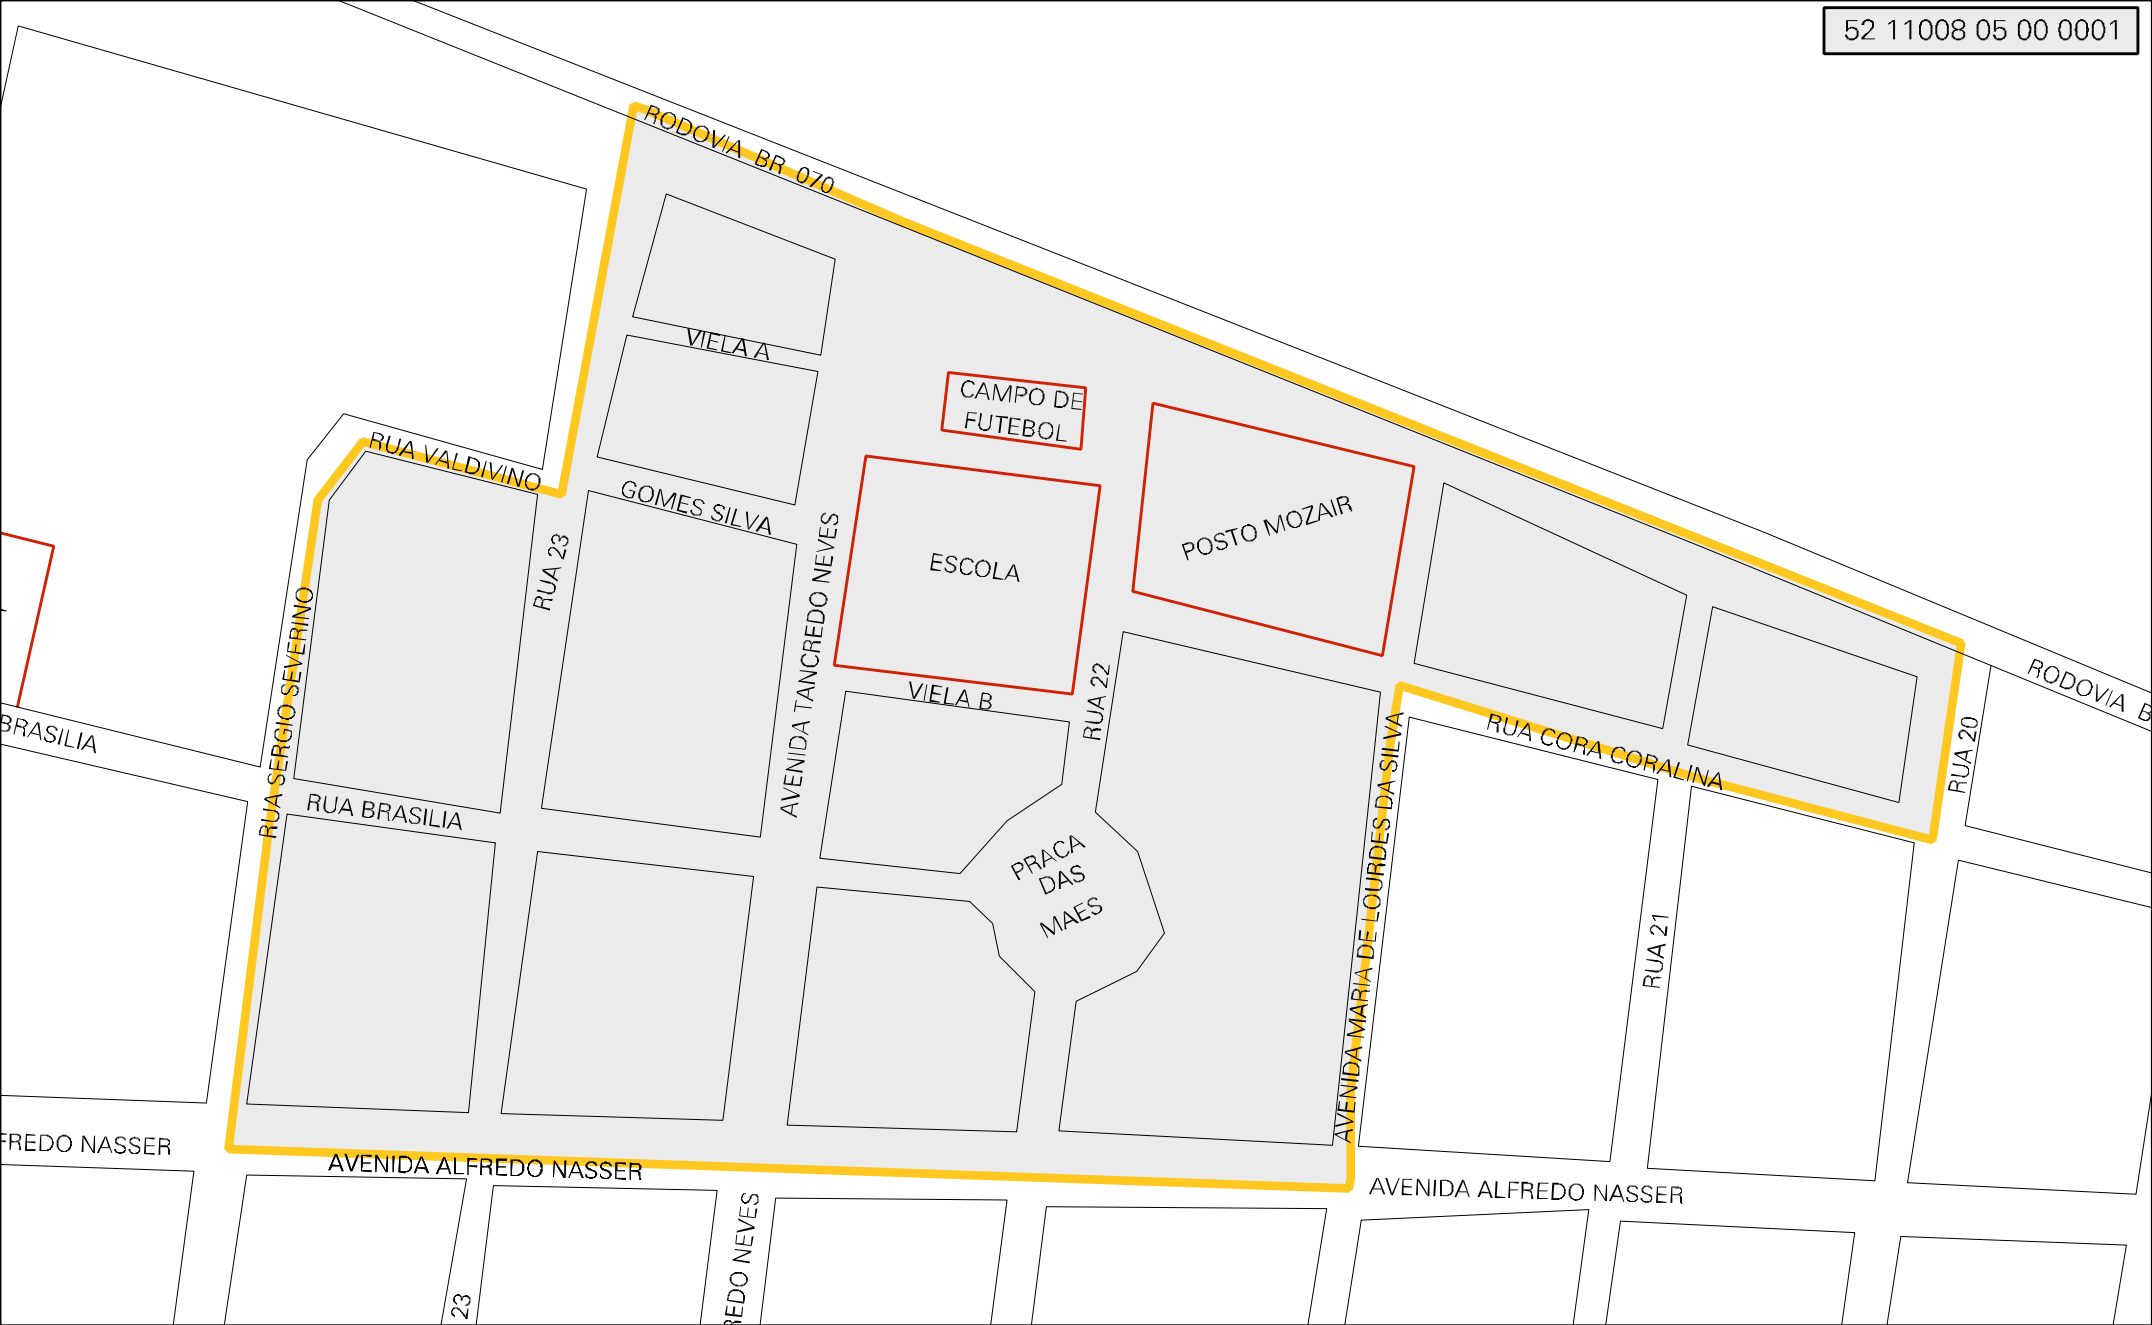 52 11008 05 00 0001
RODOVIA BR 070
VIELA A
CAMPO DE
FUTEBOL
RUA VALDIVINO
GOMES SILVA
POSTO MOZAIR
ESCOLA
RUA 23
AVENIDA TANCREDO NEVES
RUA SERGIO SEVERINO
VIELA B
RUA 22
RODOVIA B
BRASILIA
RUA CORA CORALINA
RUA 20
RUA BRASILIA
AVENIDA MARIA DE LOURDES DA SILVA
PRACA
DAS
MAES
RUA 21
FREDO NASSER
AVENIDA ALFREDO NASSER
AVENIDA ALFREDO NASSER
REDO NEVES
23